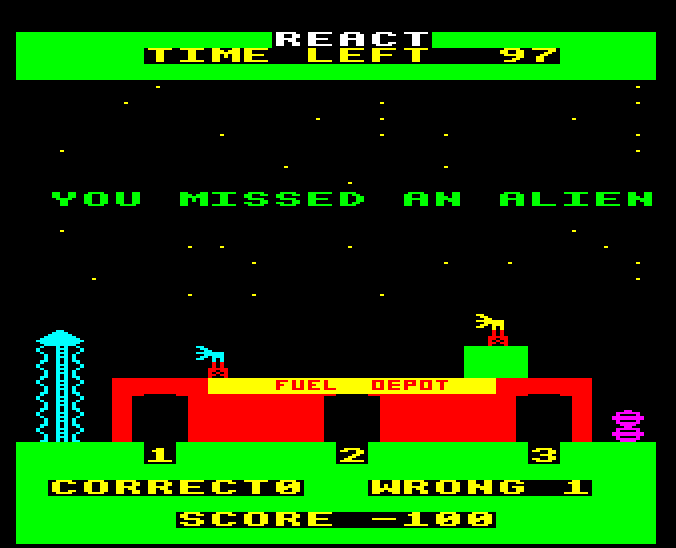 REACT
TIME LEFT 97
YOU MISSED AN ALIEN
FUEL DEPOT
1 2 3
CORRECT0 WRONG 1
SCORE -100